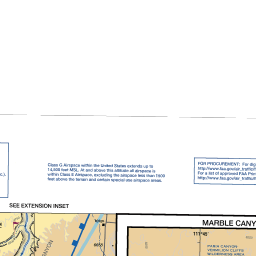 Class G Airspace within the United States extends up to
14,500 feet MSL. At and above this altitude all airspace is
within Class E Airspace, excluding the airspace less than 1500
feet above the terrain and certain special use airspace areas.
FOR PROCUREMENT: For dig
http://www.faa.gov/air_traffic/
For a list of approved FAA Print
http://www.faa.gov/air_traffic/
SEE EXTENSION INSET
MARBLE CANY
111°45'
PARIA CANYON
VERMILION CLIFFS
WILDERNESS AREA
CANYON